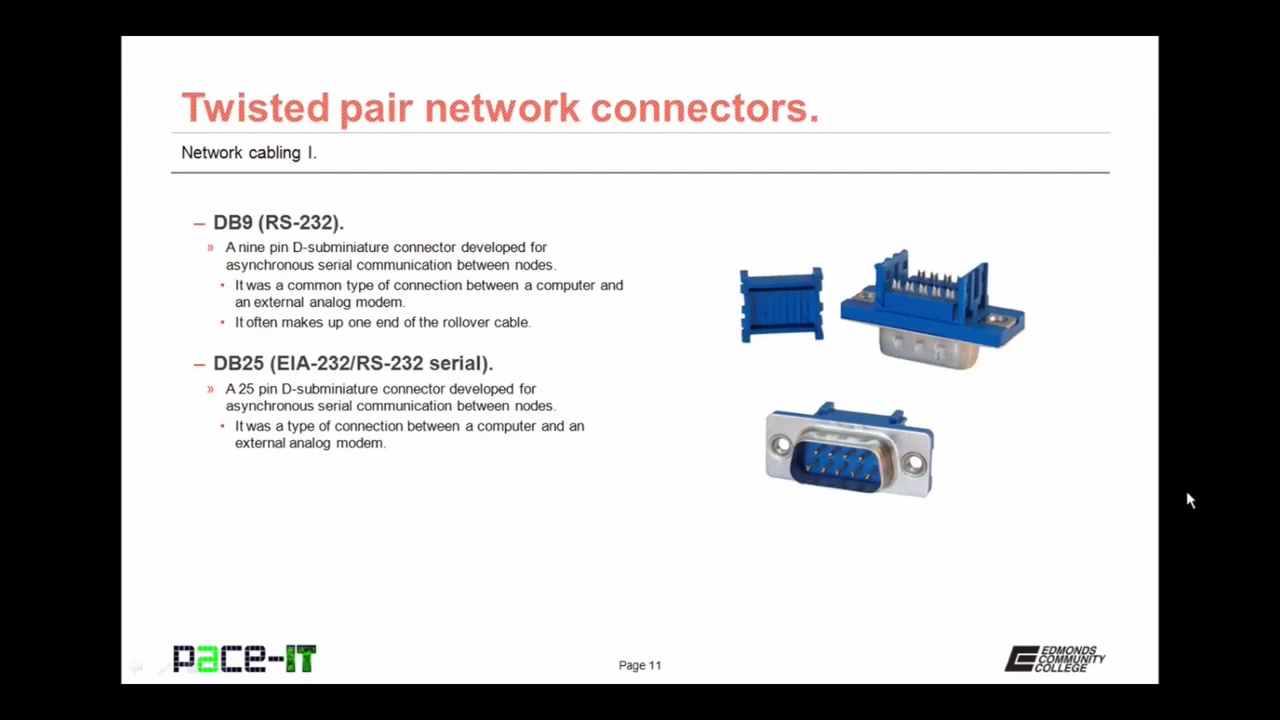 Twisted pair network connectors.
Network cabling I.
– DB9 (RS-232).
» A nine pin D-subminiature connector developed for
asynchronous serial communication between nodes.
• It was a common type of connection between a computer and
an external analog modem.
• It often makes up one end of the rollover cable.
– DB25 (EIA-232/RS-232 serial).
» A 25 pin D-subminiature connector developed for
asynchronous serial communication between nodes.
• It was a type of connection between a computer and an
external analog modem.
pace-IT
Page 11
EDMONDS
COMMUNITY
COLLEGE